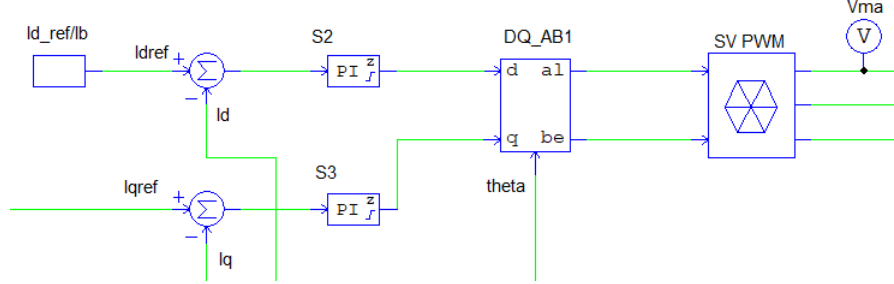 Vma
Id_ref/Ib
Idref
+
Σ
−
Id
S2
PI z
DQ_AB1
d al
q be
theta
SV PWM
V
Iqref
+
Σ
−
Iq
S3
PI z